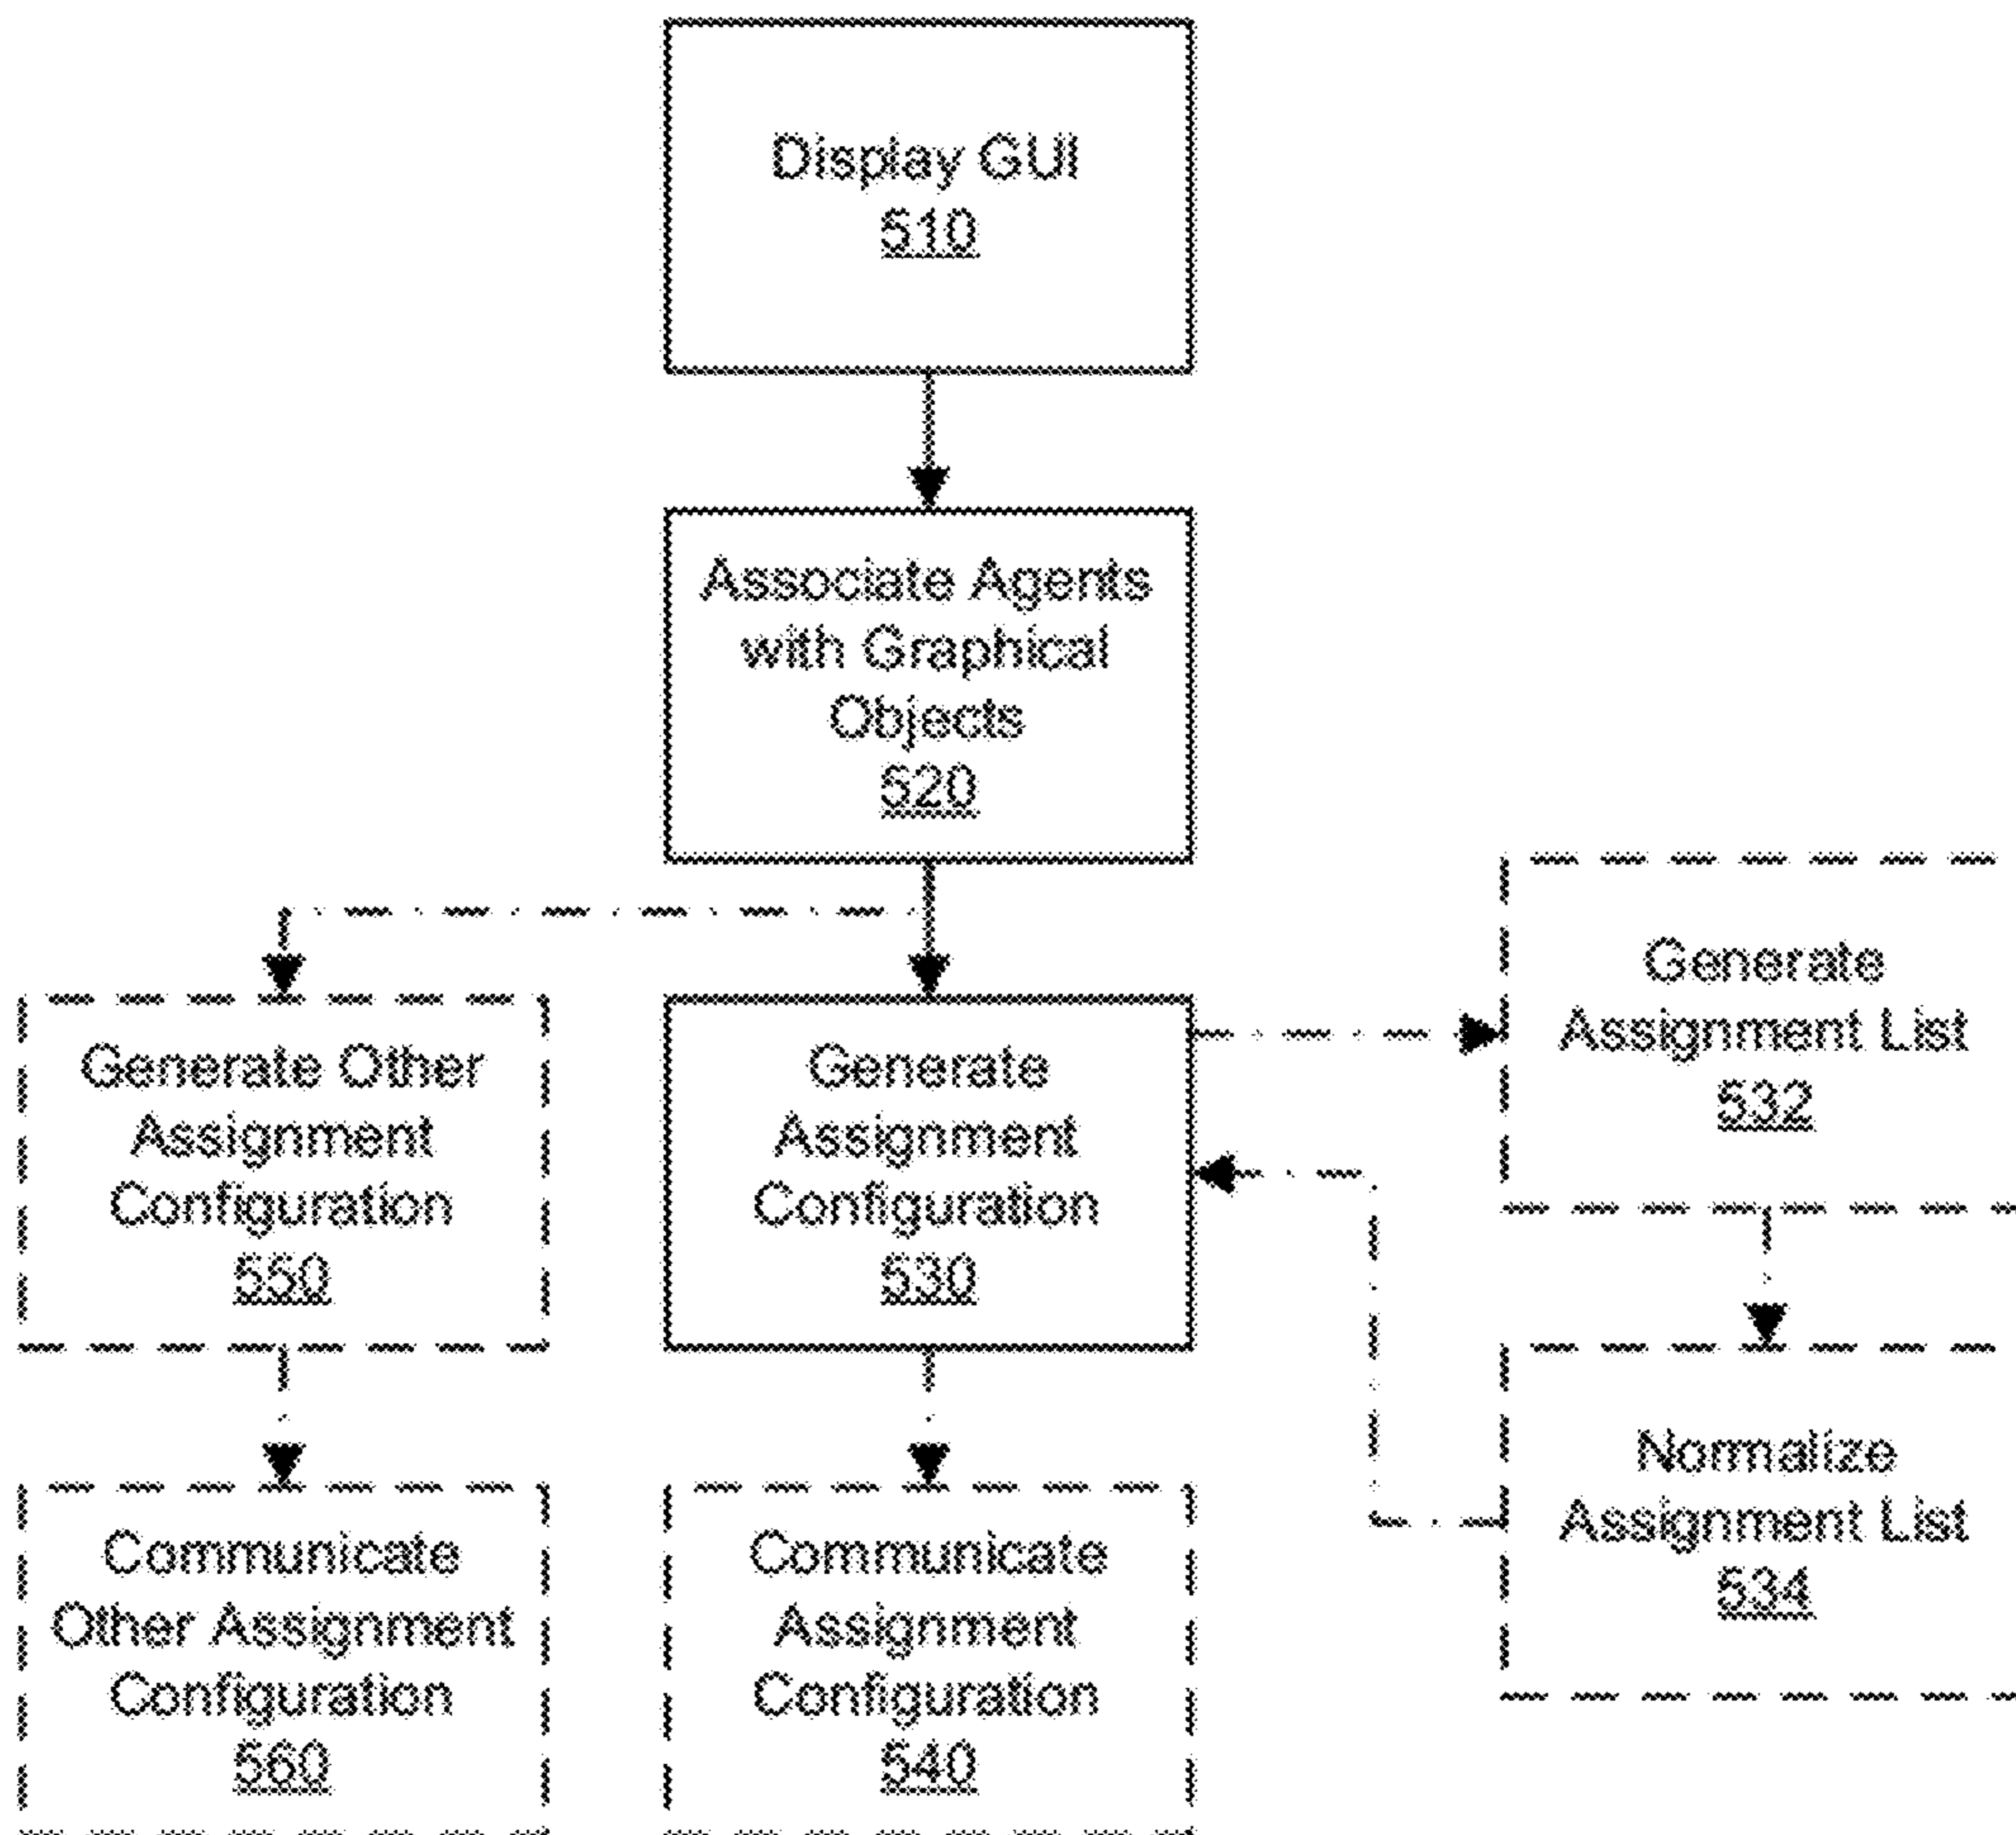 Display GUI
510
Associate Agents
with Graphical
Objects
520
Generate Other
Assignment
Configuration
550
Generate
Assignment
Configuration
530
Generate
Assignment List
532
Normalize
Assignment List
534
Communicate
Other Assignment
Configuration
560
Communicate
Assignment
Configuration
540